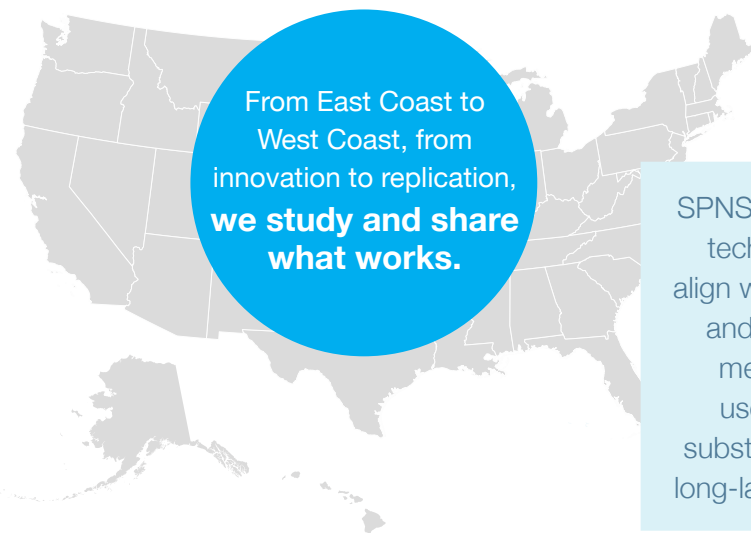 From East Coast to
West Coast, from
innovation to replication,
we study and share
what works.
SPNS
tech
align w
and
me
us
subst
long-la